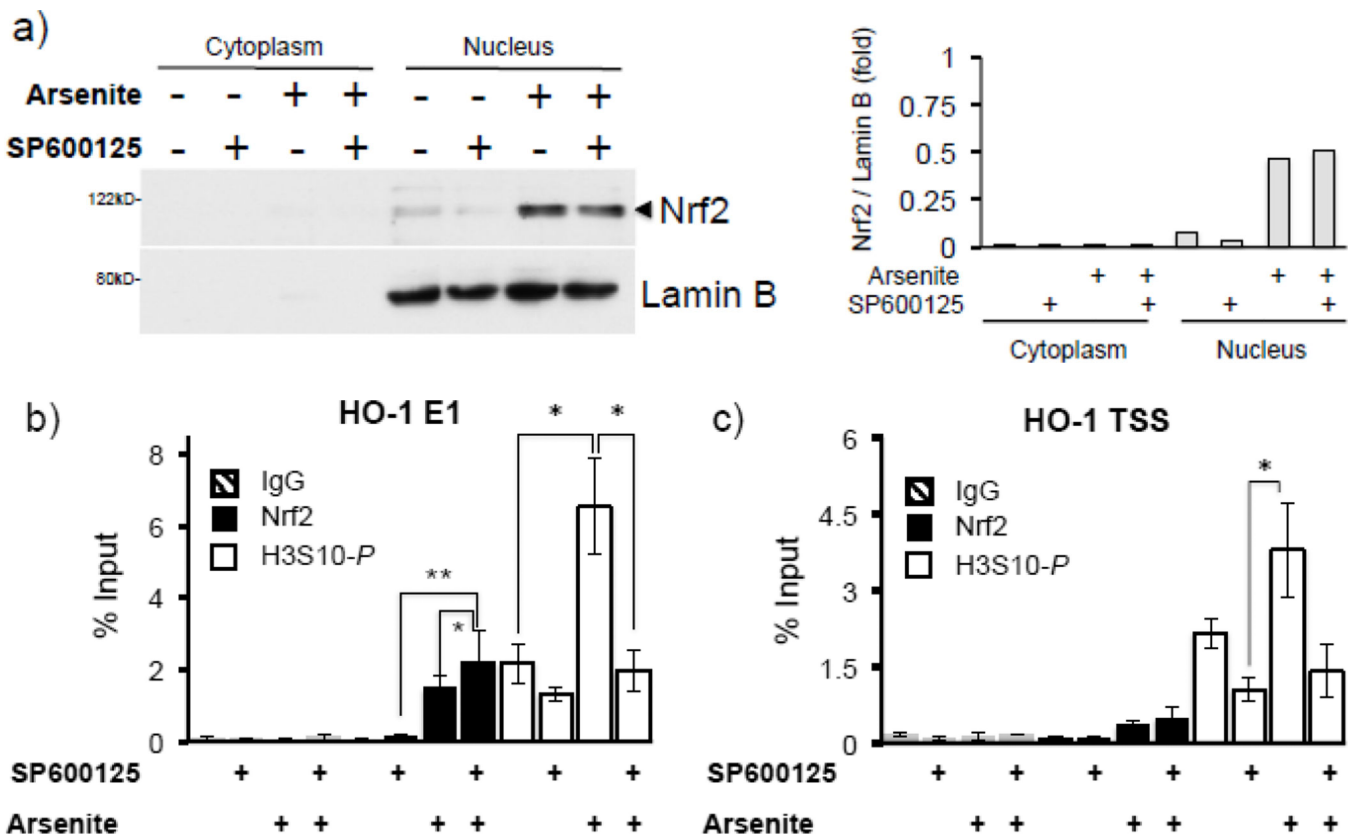 a)
Cytoplasm Nucleus
Arsenite - - + + - - + +
SP600125 - + - + - + - +
122kD-
Nrf2
80kD-
Lamin B
Nrf2 / Lamin B (fold)
1
0.75
0.5
0.25
0
Arsenite + + + +
SP600125 + + + +
Cytoplasm Nucleus
b)
HO-1 E1
* *
8
6
4
2
0
% Input
IgG
Nrf2
H3S10-P
**
*
SP600125 + + + + + +
Arsenite + + + + + +
c)
HO-1 TSS
6
4.5
3
1.5
0
% Input
*
IgG
Nrf2
H3S10-P
SP600125 + + + + + +
Arsenite + + + + + +